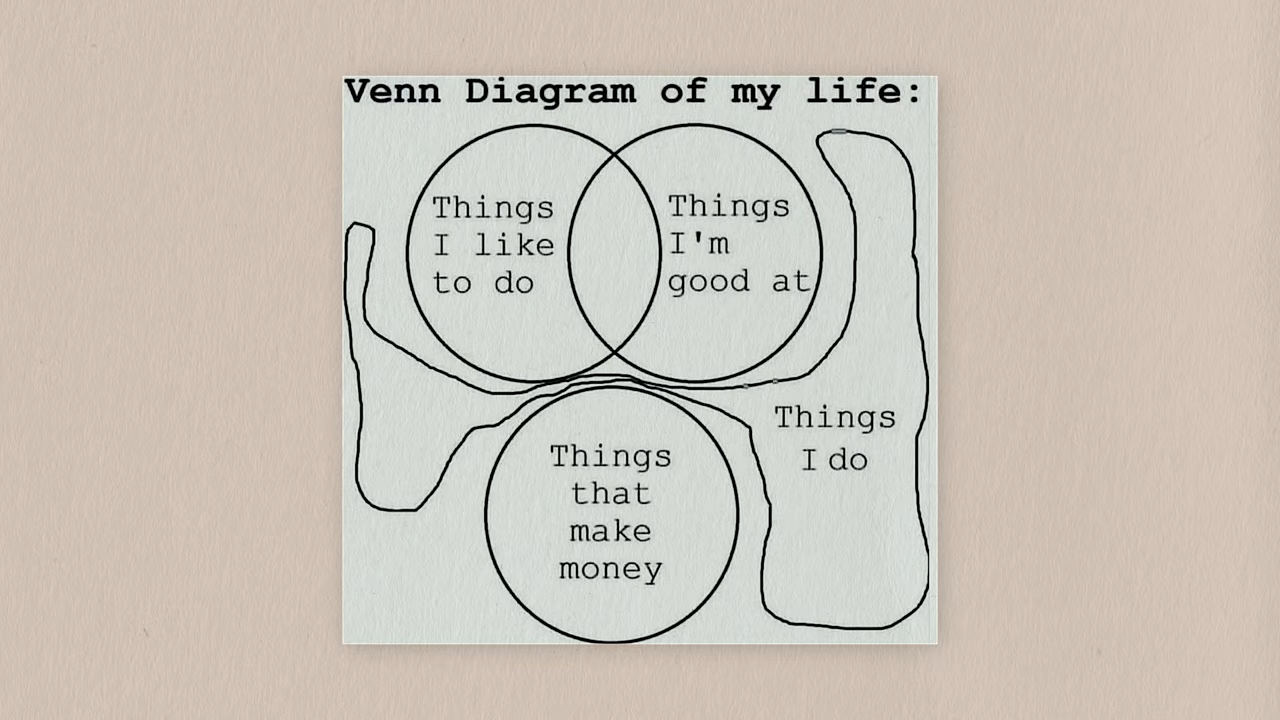 Venn Diagram of my life:
Things
I like
to do
Things
I'm
good at
Things
I do
Things
that
make
money